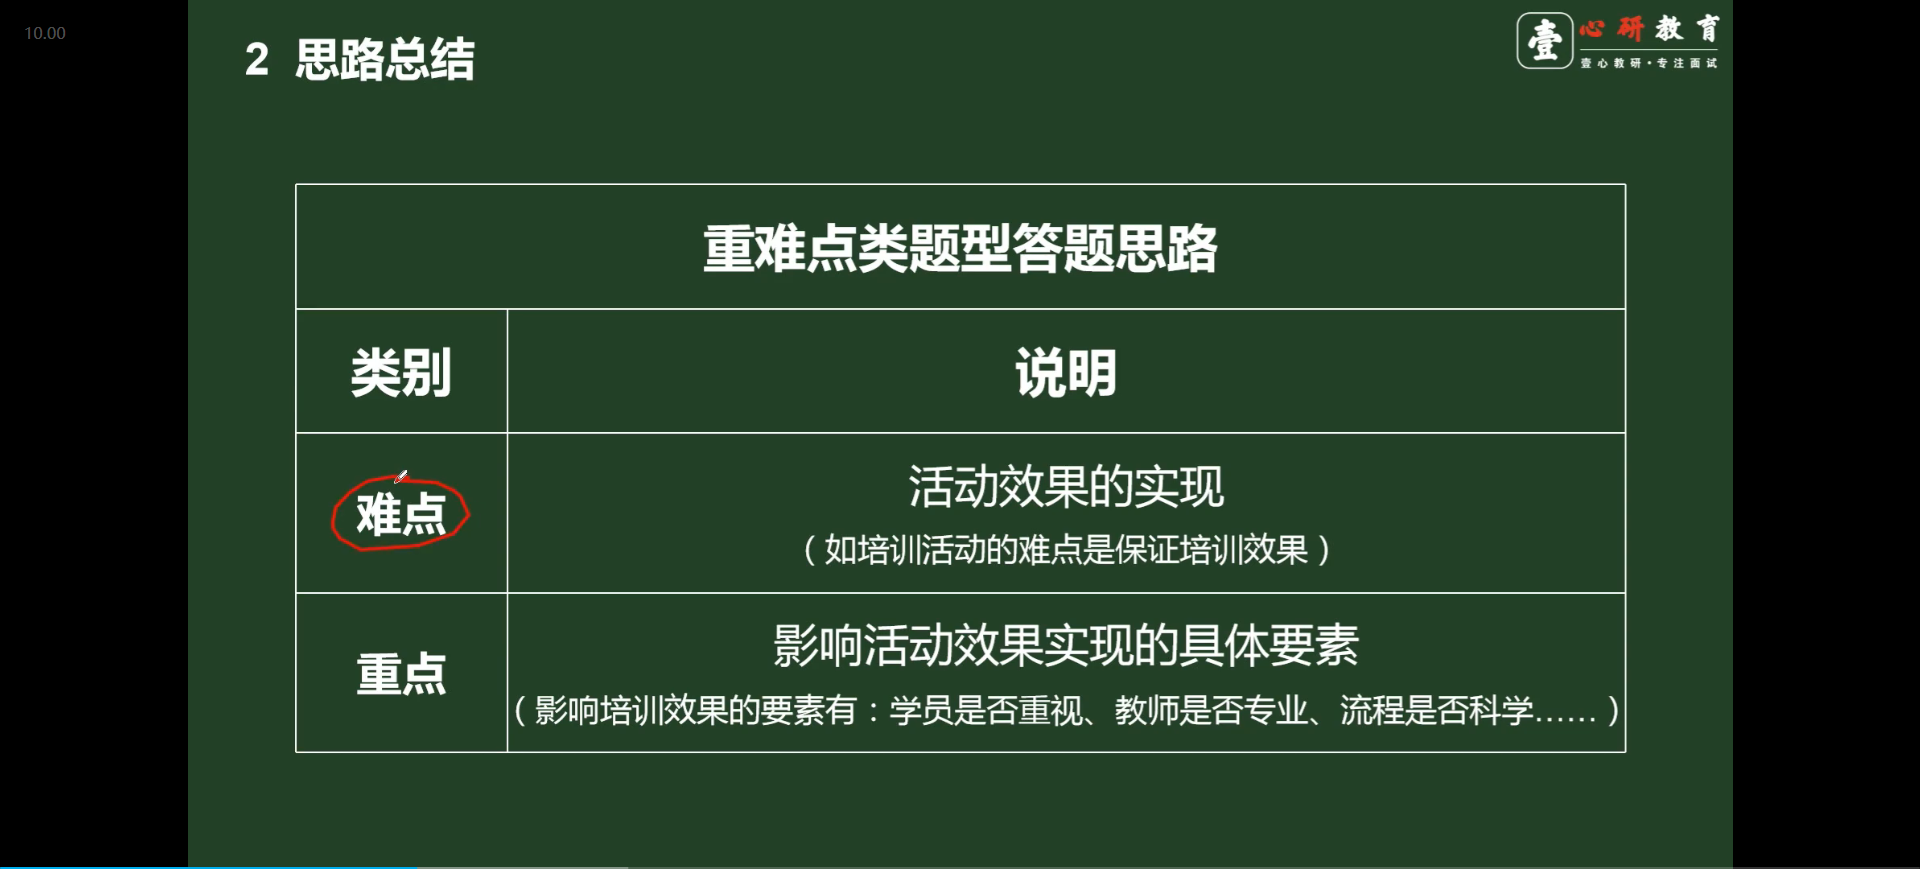 10.00
2 思路总结
壹 心研教育
壹心教研·专注面试
重难点类题型答题思路
类别 说明
难点 活动效果的实现
（如培训活动的难点是保证培训效果）
重点 影响活动效果实现的具体要素
（影响培训效果的要素有：学员是否重视、教师是否专业、流程是否科学……）